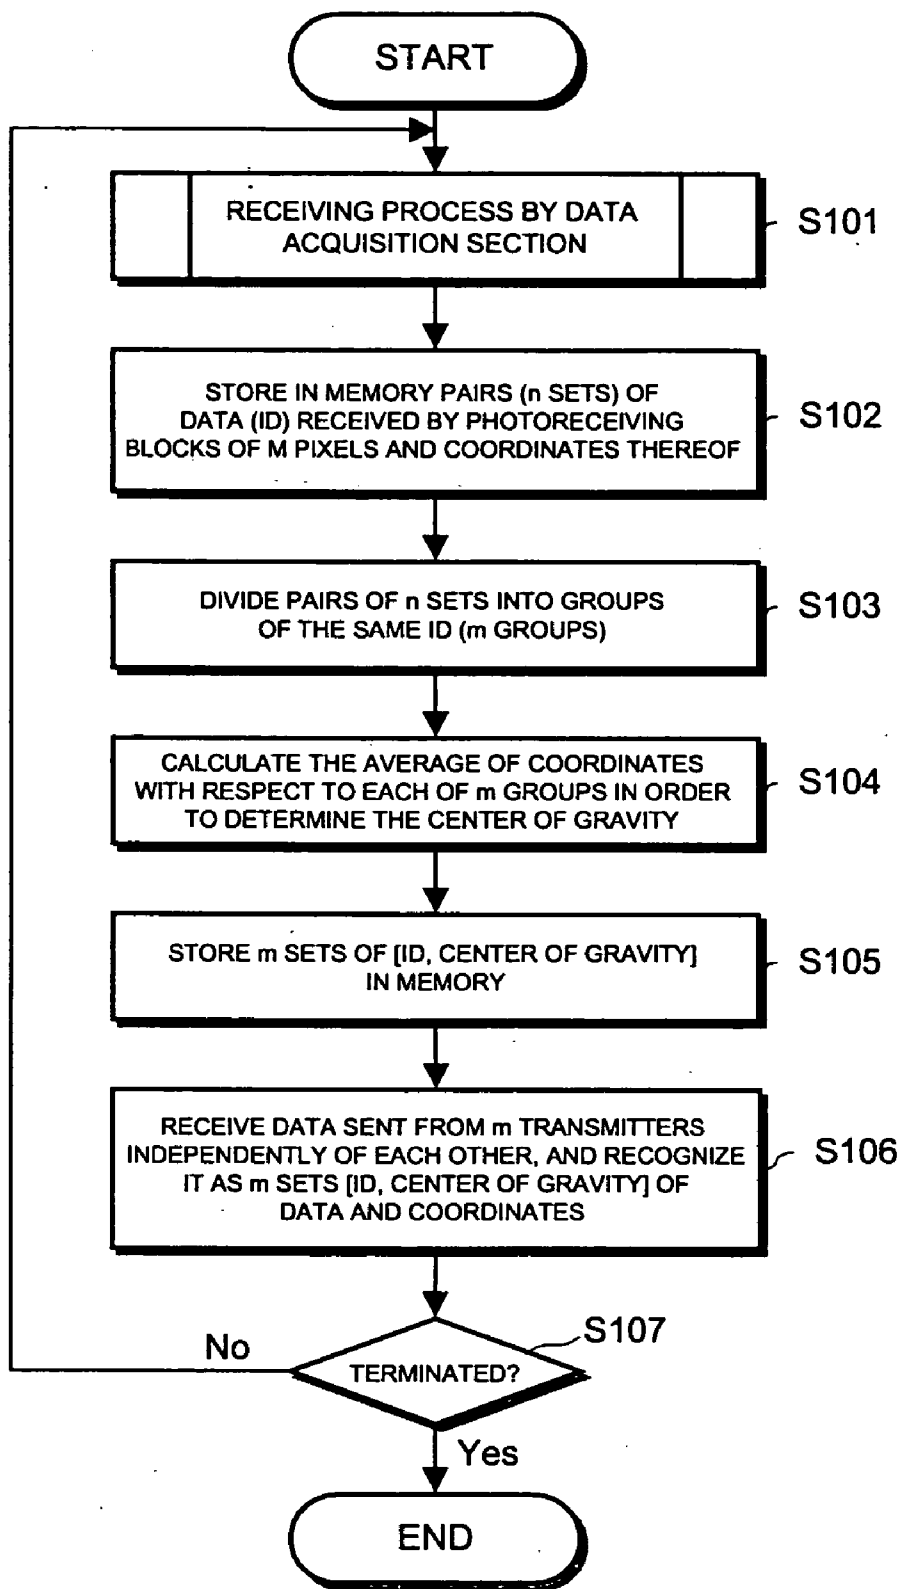 START
RECEIVING PROCESS BY DATA
ACQUISITION SECTION
S101
STORE IN MEMORY PAIRS (n SETS) OF
DATA (ID) RECEIVED BY PHOTORECEIVING
BLOCKS OF M PIXELS AND COORDINATES THEREOF
S102
DIVIDE PAIRS OF n SETS INTO GROUPS
OF THE SAME ID (m GROUPS)
S103
CALCULATE THE AVERAGE OF COORDINATES
WITH RESPECT TO EACH OF m GROUPS IN ORDER
TO DETERMINE THE CENTER OF GRAVITY
S104
STORE m SETS OF [ID, CENTER OF GRAVITY]
IN MEMORY
S105
RECEIVE DATA SENT FROM m TRANSMITTERS
INDEPENDENTLY OF EACH OTHER, AND RECOGNIZE
IT AS m SETS [ID, CENTER OF GRAVITY] OF
DATA AND COORDINATES
S106
S107
No
TERMINATED?
Yes
END